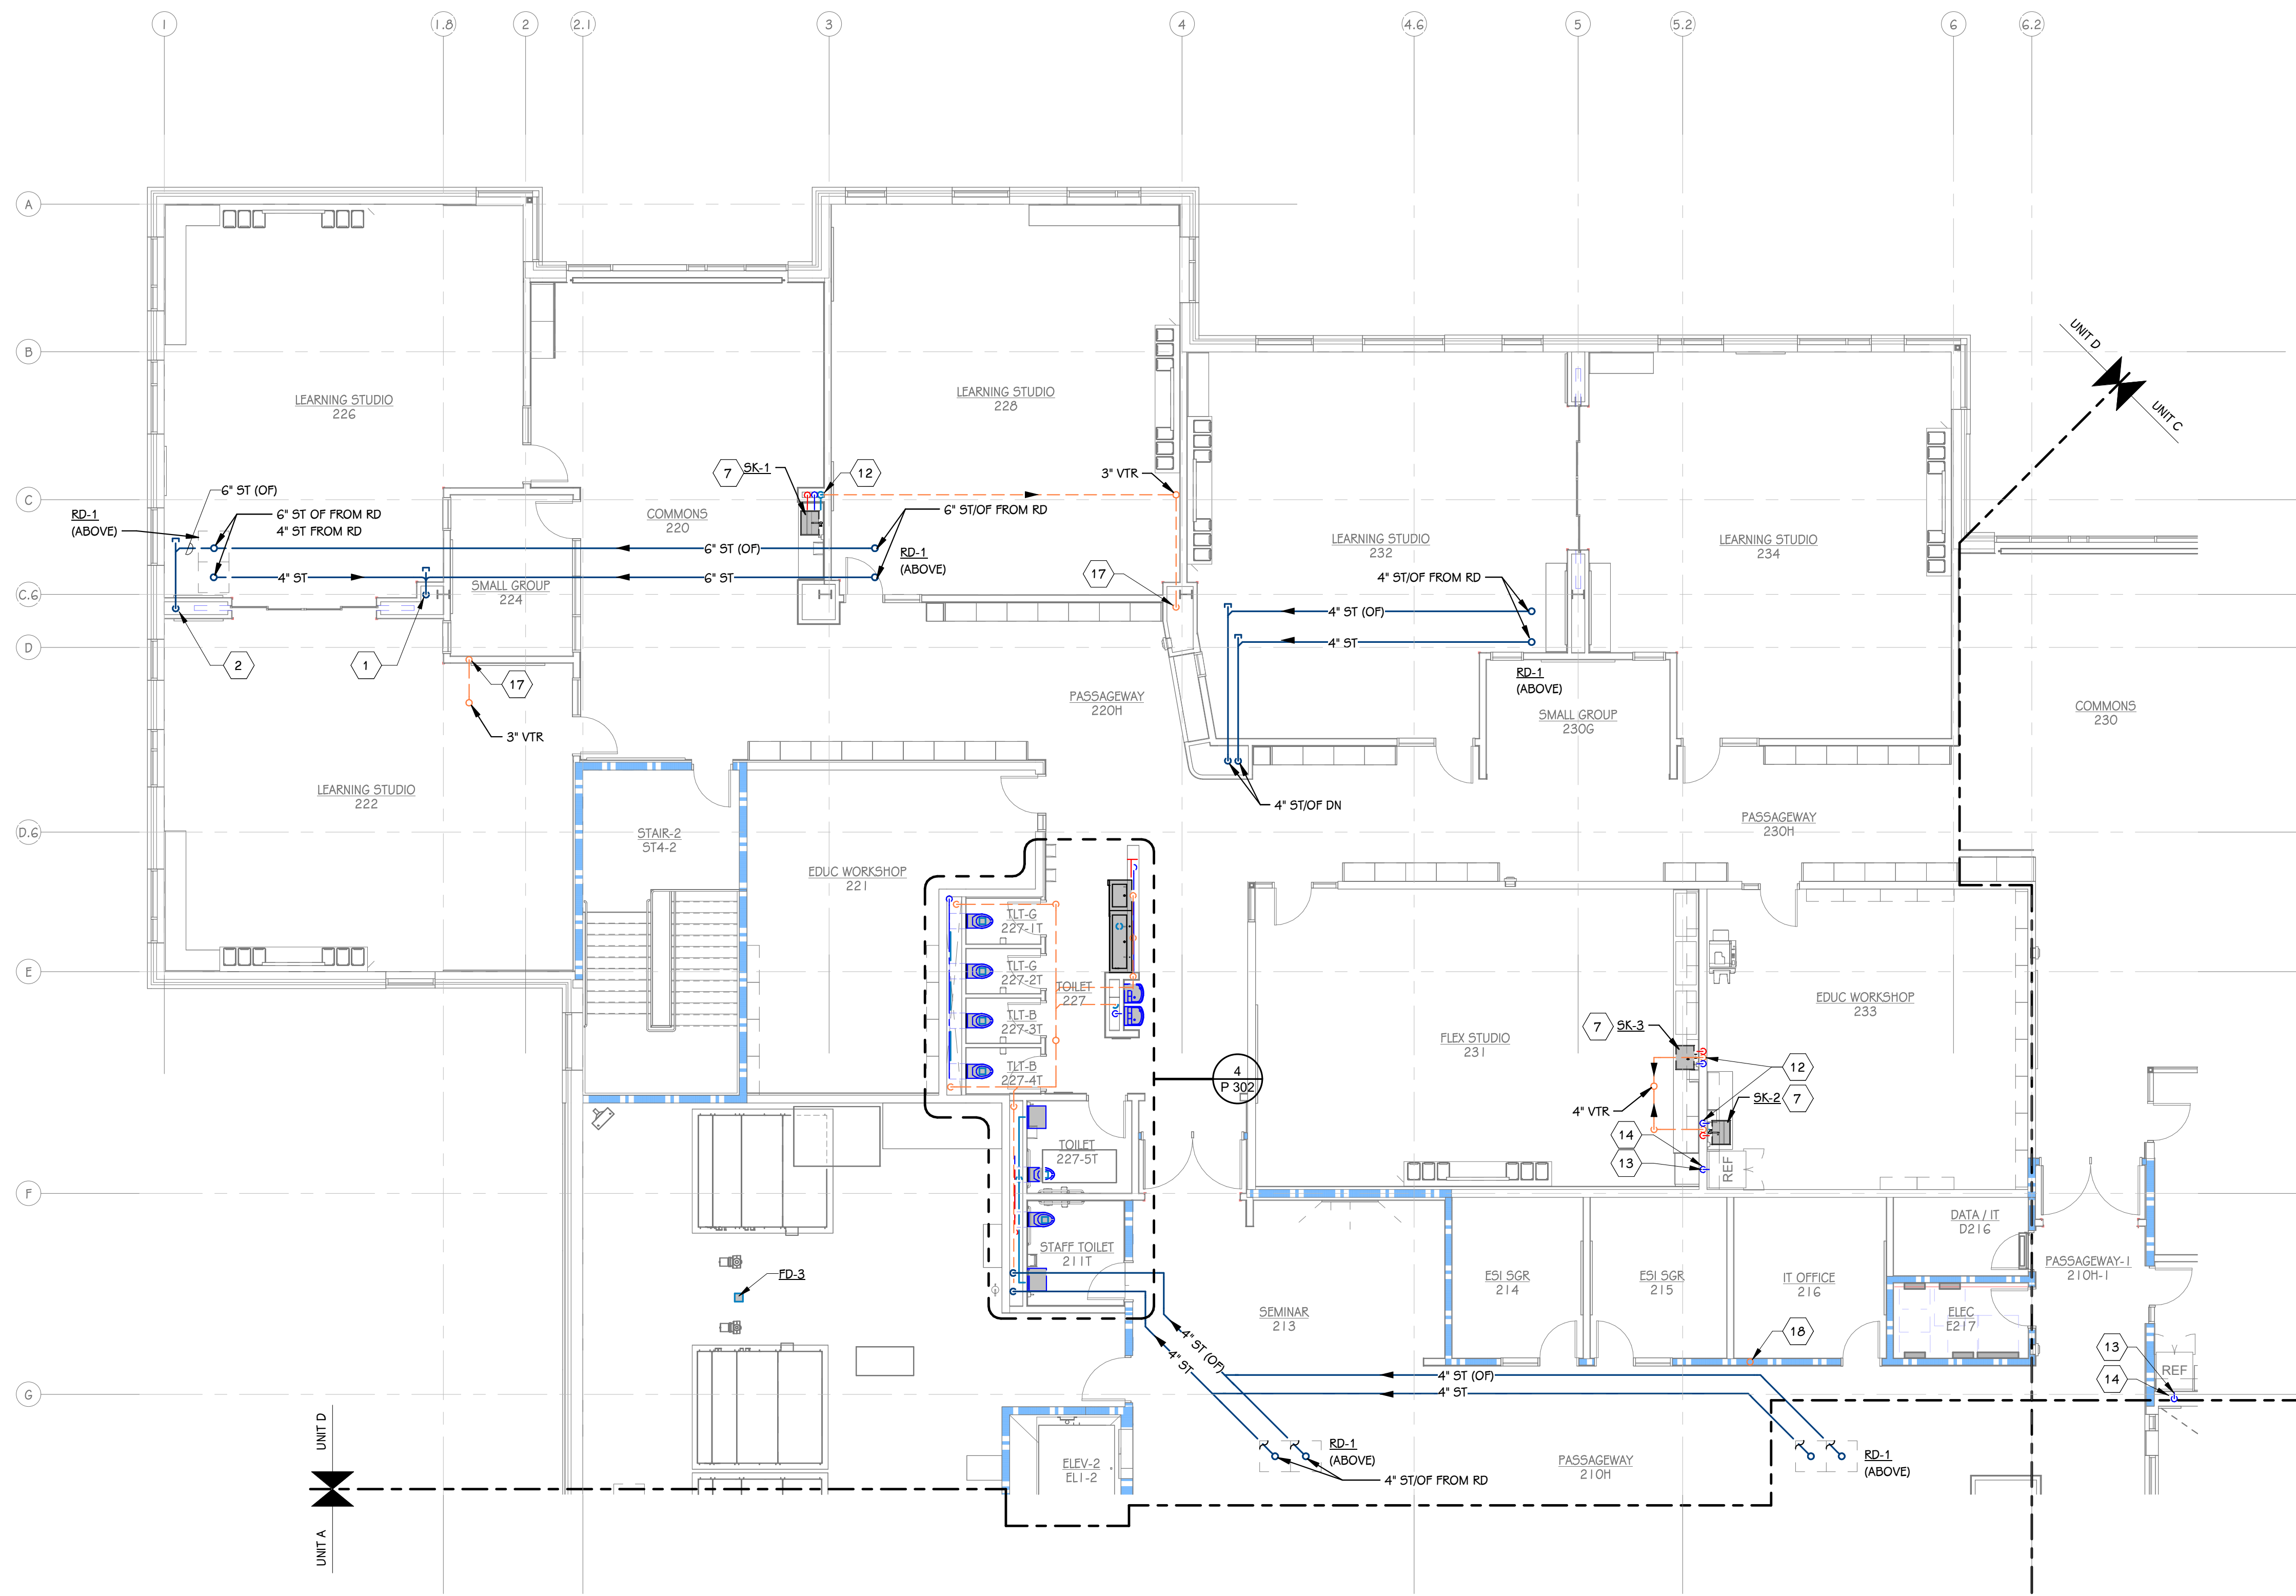 1
1.8
2
2.1
3
4
4.6
5
5.2
6
6.2
A
B
C
C.6
D
D.6
E
F
G
UNIT D
UNIT C
LEARNING STUDIO
226
LEARNING STUDIO
228
7
SK-1
12
3" VTR
6" ST (OF)
RD-1
(ABOVE)
6" ST OF FROM RD
4" ST FROM RD
COMMONS
220
6" ST/OF FROM RD
6" ST (OF)
RD-1
(ABOVE)
4" ST
6" ST
SMALL GROUP
224
17
LEARNING STUDIO
232
LEARNING STUDIO
234
4" ST/OF FROM RD
4" ST (OF)
4" ST
RD-1
(ABOVE)
2
1
17
3" VTR
PASSAGEWAY
220H
SMALL GROUP
230G
COMMONS
230
LEARNING STUDIO
222
4" ST/OF DN
STAIR-2
ST4-2
PASSAGEWAY
230H
EDUC WORKSHOP
221
TLT-G
227-1T
TLT-G
227-2T
TOILET
227
TLT-B
227-3T
TLT-B
227-4T
4
P 302
FLEX STUDIO
231
EDUC WORKSHOP
233
7
SK-3
12
4" VTR
SK-2
7
14
13
REF
TOILET
227-5T
STAFF TOILET
211T
FD-3
DATA / IT
D216
PASSAGEWAY-1
210H-1
ESI SGR
214
ESI SGR
215
IT OFFICE
216
ELEC
E217
SEMINAR
213
18
4" ST (OF)
4" ST
4" ST (OF)
4" ST
13
14
REF
RD-1
(ABOVE)
4" ST/OF FROM RD
RD-1
(ABOVE)
PASSAGEWAY
210H
ELEV-2
EL1-2
UNIT D
UNIT A